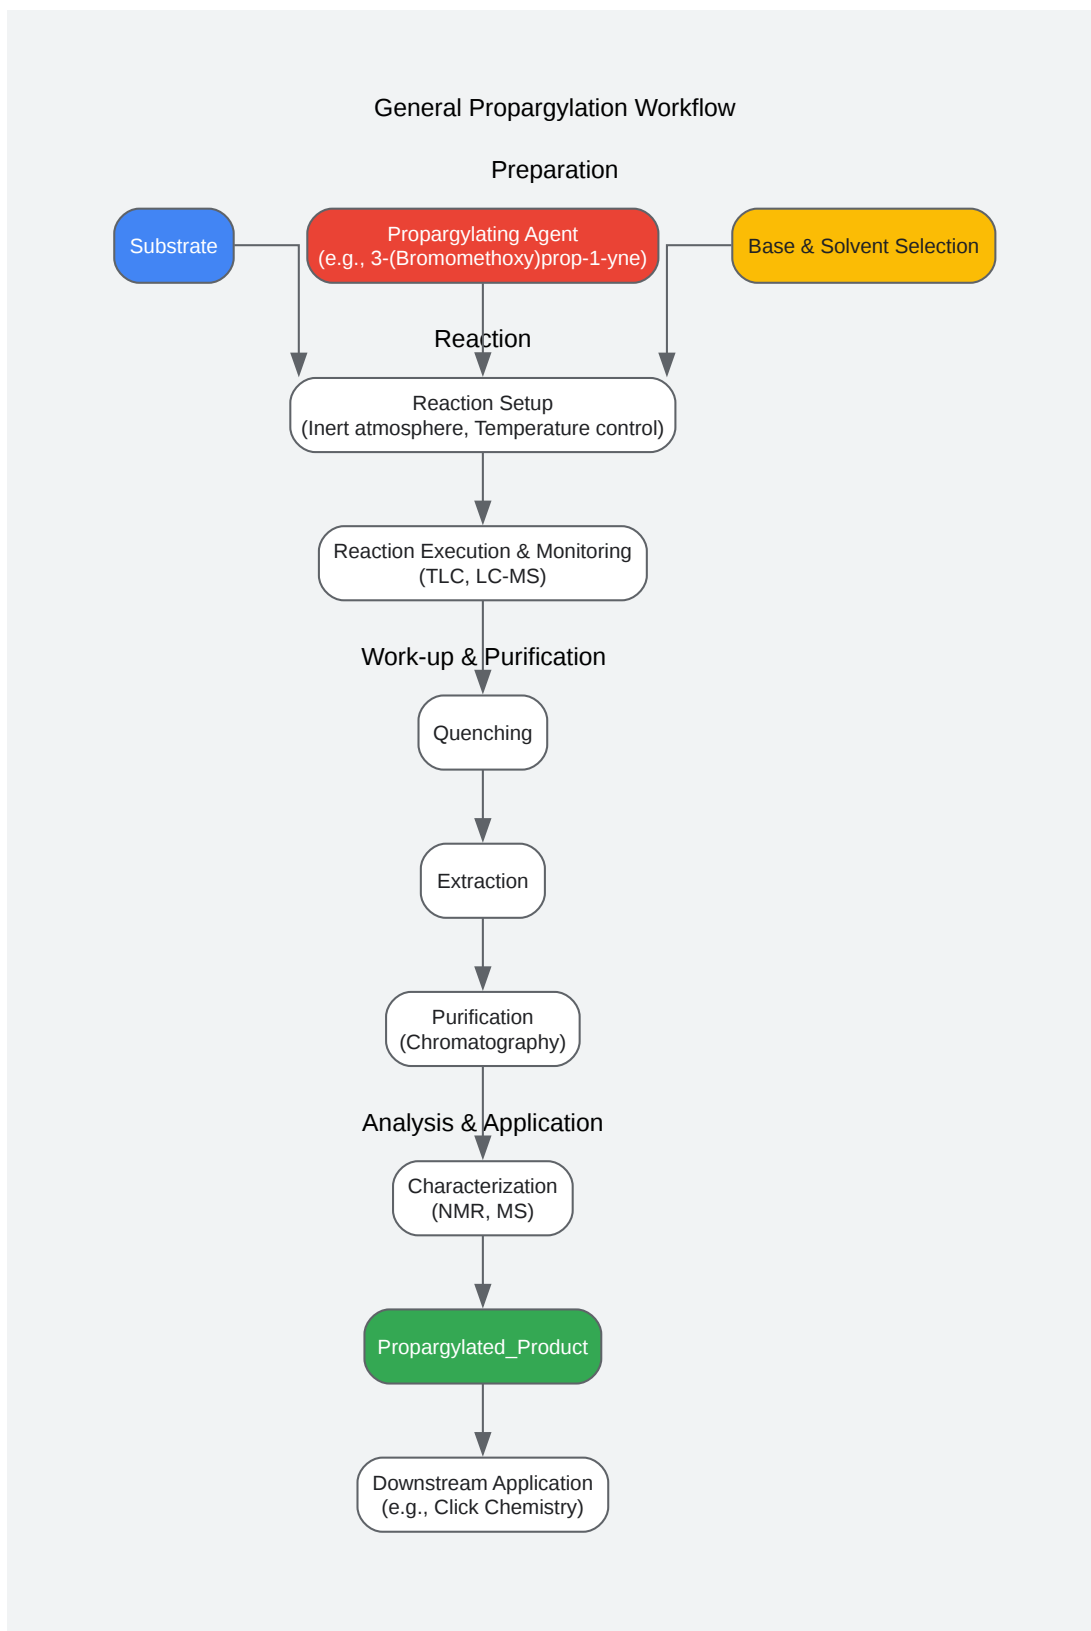 General Propargylation Workflow
Preparation
Substrate
Propargylating Agent
(e.g., 3-(Bromomethoxy)prop-1-yne)
Base & Solvent Selection
Reaction
Reaction Setup
(Inert atmosphere, Temperature control)
Reaction Execution & Monitoring
(TLC, LC-MS)
Work-up & Purification
Quenching
Extraction
Purification
(Chromatography)
Analysis & Application
Characterization
(NMR, MS)
Propargylated_Product
Downstream Application
(e.g., Click Chemistry)